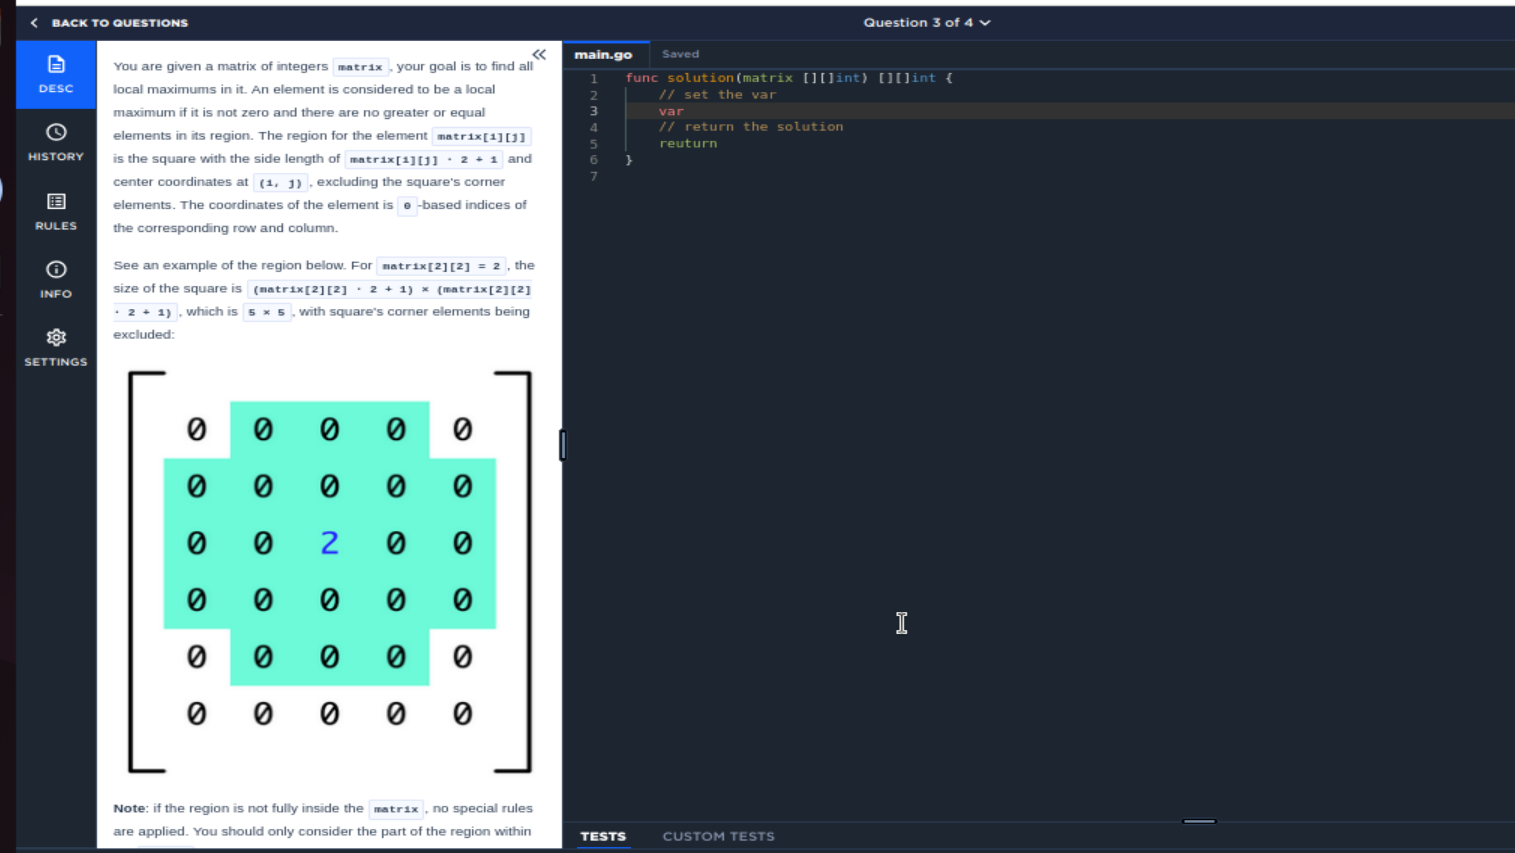 BACK TO QUESTIONS
Question 3 of 4
DESC
HISTORY
RULES
INFO
SETTINGS
You are given a matrix of integers matrix , your goal is to find all
local maximums in it. An element is considered to be a local
maximum if it is not zero and there are no greater or equal
elements in its region. The region for the element matrix[i][j]
is the square with the side length of matrix[i][j] · 2 + 1 and
center coordinates at (i, j) , excluding the square's corner
elements. The coordinates of the element is 0 -based indices of
the corresponding row and column.
See an example of the region below. For matrix[2][2] = 2 , the
size of the square is (matrix[2][2] · 2 + 1) × (matrix[2][2]
· 2 + 1) , which is 5 × 5 , with square's corner elements being
excluded:
0 0 0 0 0
0 0 0 0 0
0 0 2 0 0
0 0 0 0 0
0 0 0 0 0
0 0 0 0 0
Note: if the region is not fully inside the matrix , no special rules
are applied. You should only consider the part of the region within
main.go Saved
1 func solution(matrix [][]int) [][]int {
2 // set the var
3 var
4 // return the solution
5 reuturn
6 }
7
TESTS CUSTOM TESTS